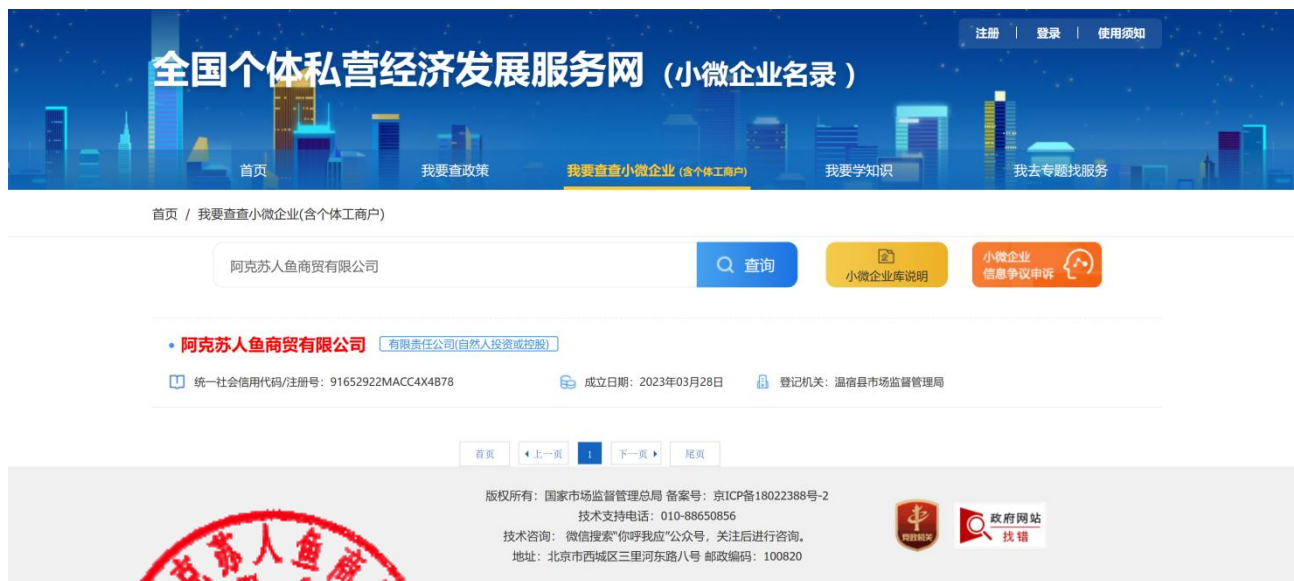 注册 | 登录 | 使用须知
全国个体私营经济发展服务网（小微企业名录）
首页 我要查政策 我要查查小微企业 (含个体工商户) 我要学知识 我去专题找服务
首页 / 我要查查小微企业(含个体工商户)
阿克苏人鱼商贸有限公司 查询 小微企业库说明
小微企业
信息争议申诉
阿克苏人鱼商贸有限公司 有限责任公司(自然人投资或控股)
统一社会信用代码/注册号：91652922MACC4X4B78 成立日期：2023年03月28日 登记机关：温宿县市场监督管理局
首页 上一页 1 下一页 尾页
版权所有：国家市场监督管理总局 备案号：京ICP备18022388号-2
技术支持电话：010-88650856
技术咨询： 微信搜索“你呼我应”公众号，关注后进行咨询。
地址：北京市西城区三里河东路八号 邮政编码：100820
党政机关
政府网站
找错
苏人鱼商